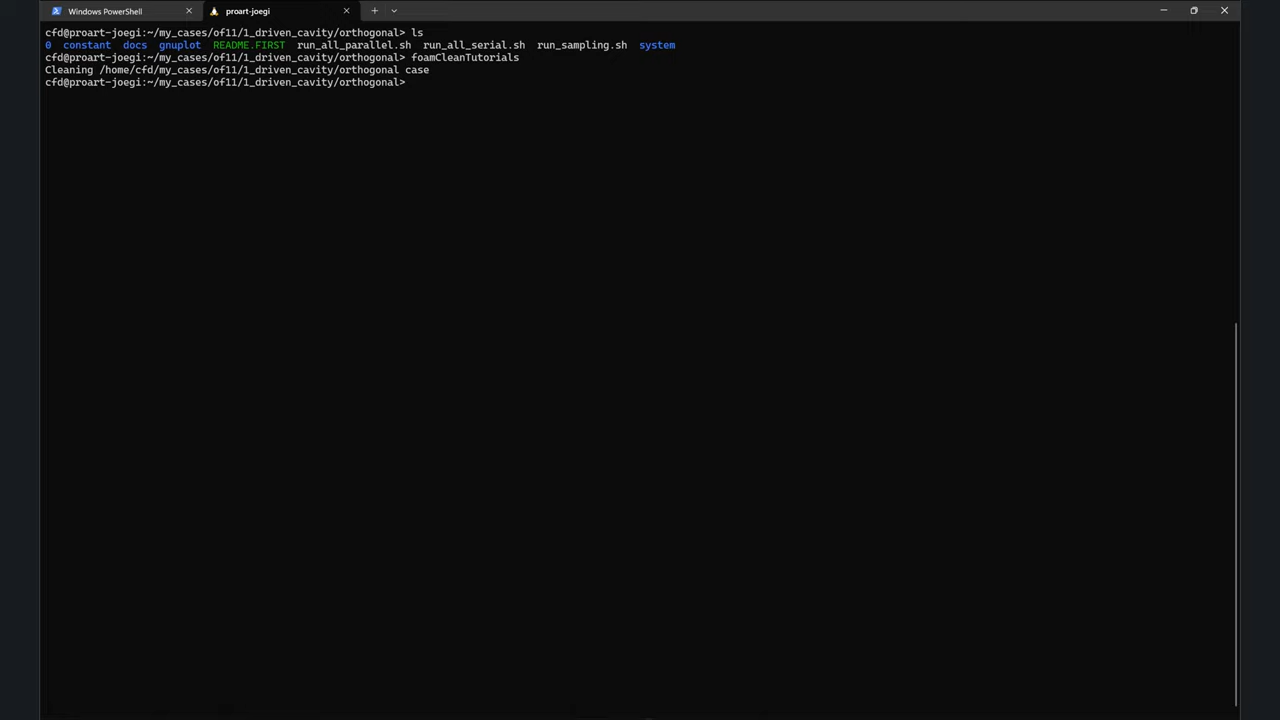 Windows PowerShell
proart-joegi
cfd@proart-joegi:~/my_cases/of11/1_driven_cavity/orthogonal> ls
0 constant docs gnuplot README.FIRST run_all_parallel.sh run_all_serial.sh run_sampling.sh system
cfd@proart-joegi:~/my_cases/of11/1_driven_cavity/orthogonal> foamCleanTutorials
Cleaning /home/cfd/my_cases/of11/1_driven_cavity/orthogonal case
cfd@proart-joegi:~/my_cases/of11/1_driven_cavity/orthogonal>